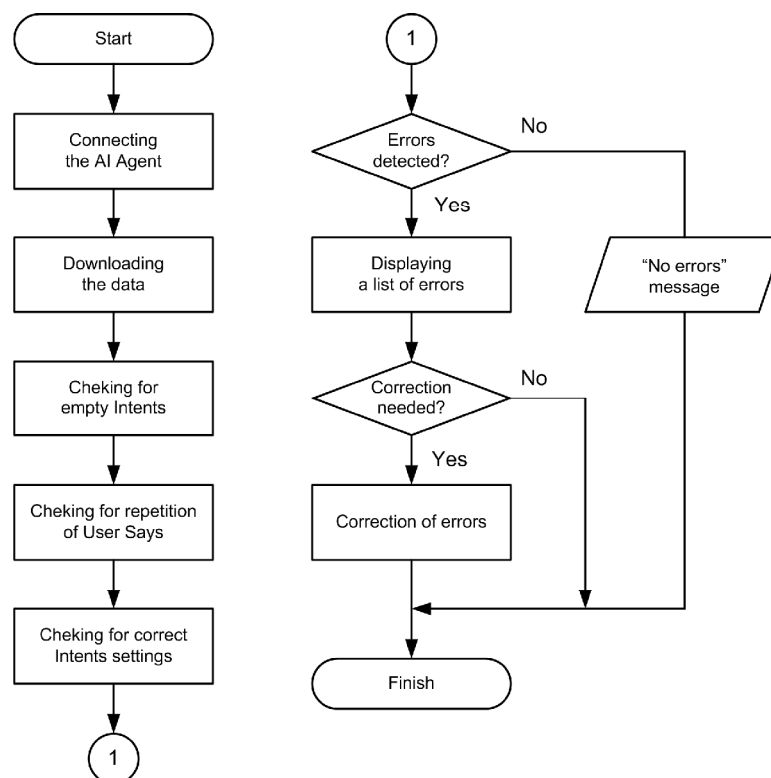 Start
Connecting
the AI Agent
Downloading
the data
Cheking for
empty Intents
Cheking for repetition
of User Says
Cheking for correct
Intents settings
1
1
Errors
detected?
No
Yes
Displaying
a list of errors
“No errors”
message
Correction
needed?
No
Yes
Correction of errors
Finish